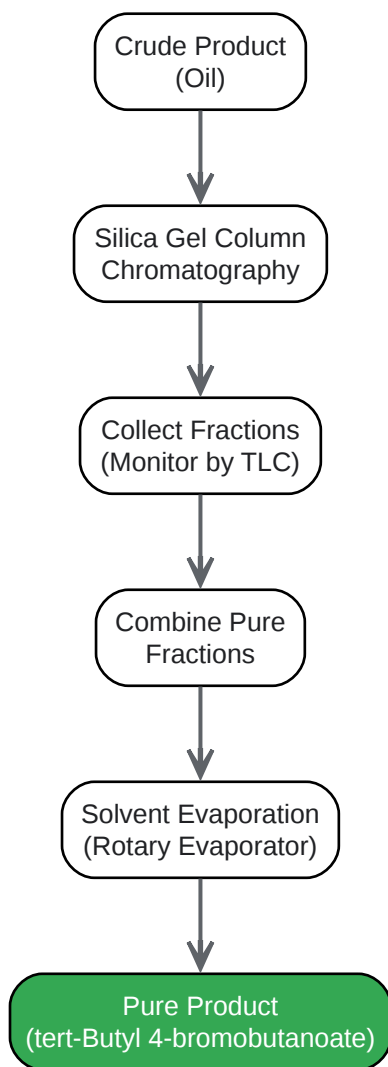 Crude Product
(Oil)
Silica Gel Column
Chromatography
Collect Fractions
(Monitor by TLC)
Combine Pure
Fractions
Solvent Evaporation
(Rotary Evaporator)
Pure Product
(tert-Butyl 4-bromobutanoate)